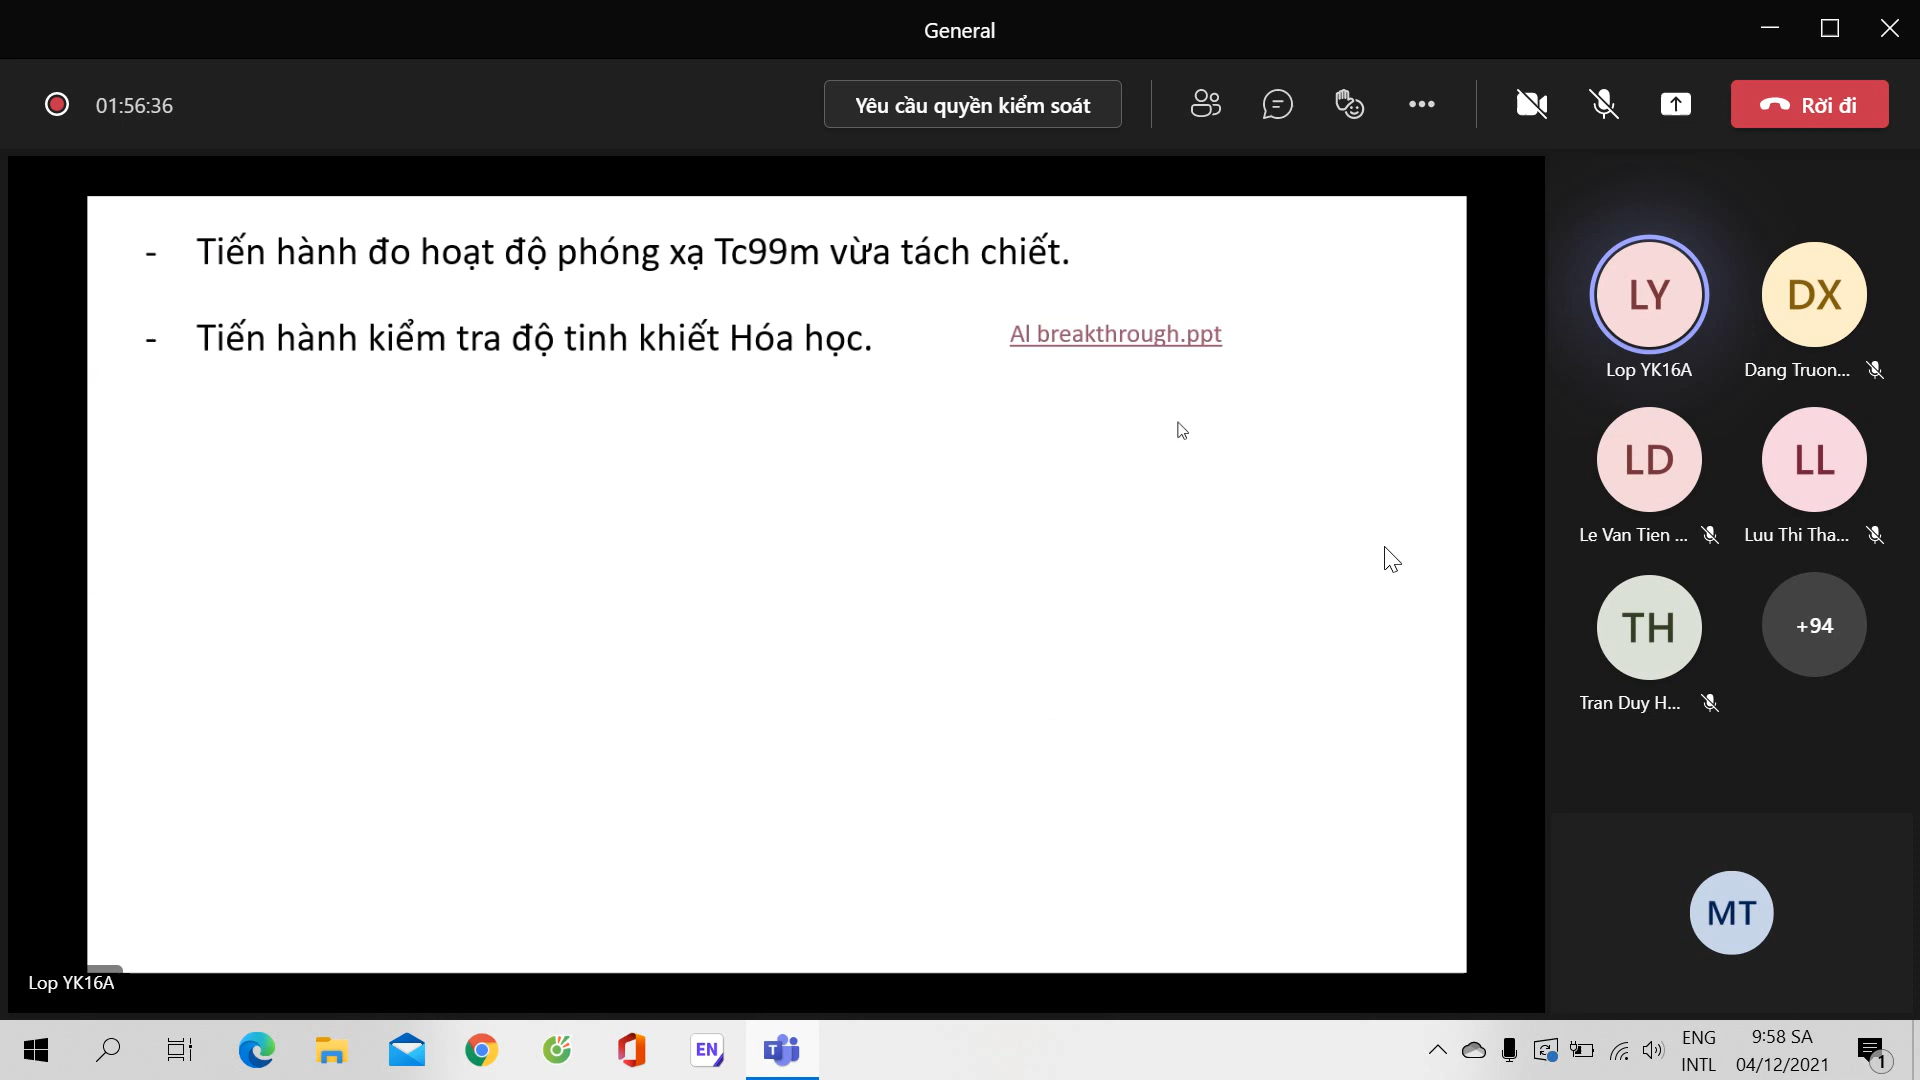 General
01:56:36
Yêu cầu quyền kiểm soát
Rời đi
- Tiến hành đo hoạt độ phóng xạ Tc99m vừa tách chiết.
- Tiến hành kiểm tra độ tinh khiết Hóa học.
Al breakthrough.ppt
LY
DX
Lop YK16A
Dang Truon...
LD
LL
Le Van Tien ...
Luu Thi Tha...
TH
+94
Tran Duy H...
MT
Lop YK16A
EN
T
ENG
INTL
9:58 SA
04/12/2021
1